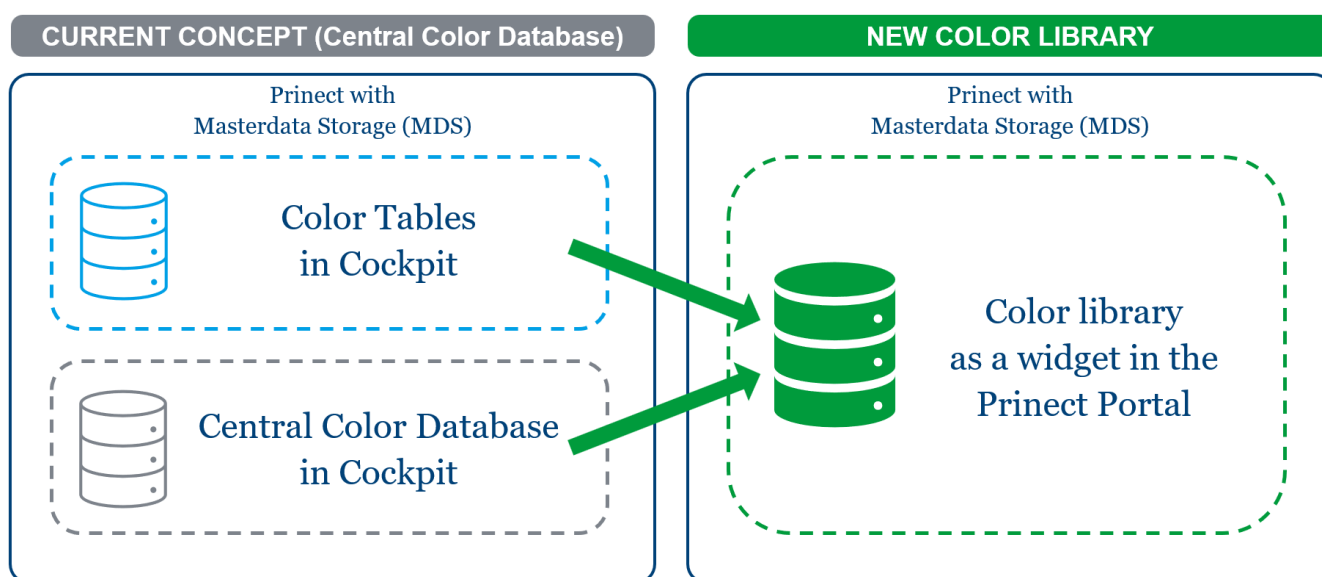 CURRENT CONCEPT (Central Color Database)
Prinect with
Masterdata Storage (MDS)
Color Tables
in Cockpit
Central Color Database
in Cockpit
NEW COLOR LIBRARY
Prinect with
Masterdata Storage (MDS)
Color library
as a widget in the
Prinect Portal